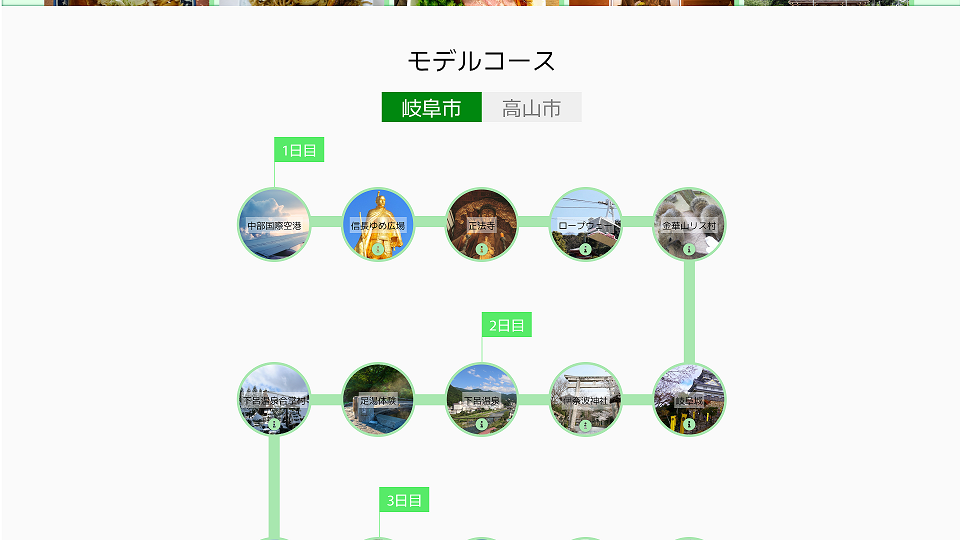 モデルコース
岐阜市 高山市
1日目
中部国際空港 信長ゆめ広場 正法寺 ロープウェー 金華山リス村
2日目
下呂温泉合掌村 足湯体験 下呂温泉 伊奈波神社 岐阜城
3日目